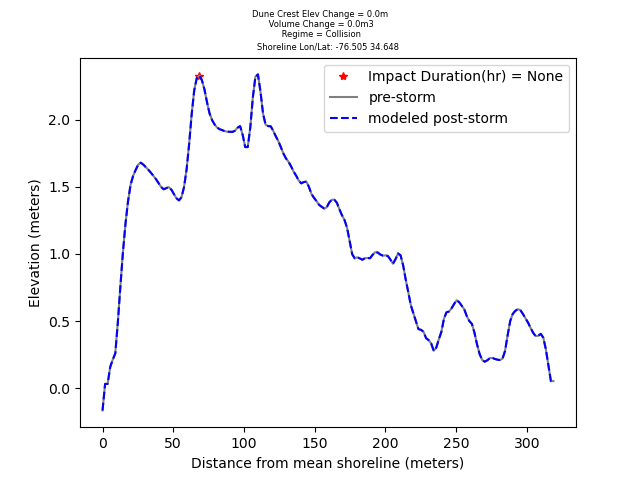 Dune Crest Elev Change = 0.0m
Volume Change = 0.0m3
Regime = Collision
Shoreline Lon/Lat: -76.505 34.648
Impact Duration(hr) = None
pre-storm
modeled post-storm
Elevation (meters)
2.0
1.5
1.0
0.5
0.0
0 50 100 150 200 250 300
Distance from mean shoreline (meters)